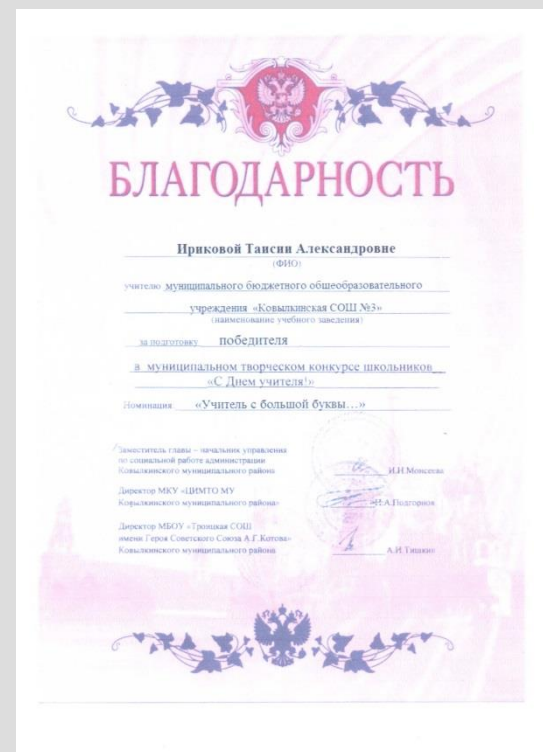 БЛАГОДАРНОСТЬ
Ириковой Таисии Александровне
(ФИО)
учителю муниципального бюджетного общеобразовательного
учреждения «Ковылкинская СОШ №3»
(наименование учебного заведения)
за подготовку победителя
в муниципальном творческом конкурсе школьников
«С Днем учителя!»
Номинация «Учитель с большой буквы…»
Заместитель главы – начальник управления
по социальной работе администрации
Ковылкинского муниципального района И.Н.Моисеева
Директор МКУ «ЦИМТО МУ
Ковылкинского муниципального района» Н.А.Подгорнов
Директор МБОУ «Троицкая СОШ
имени Героя Советского Союза А.Г.Котова»
Ковылкинского муниципального района А.И.Тишкин